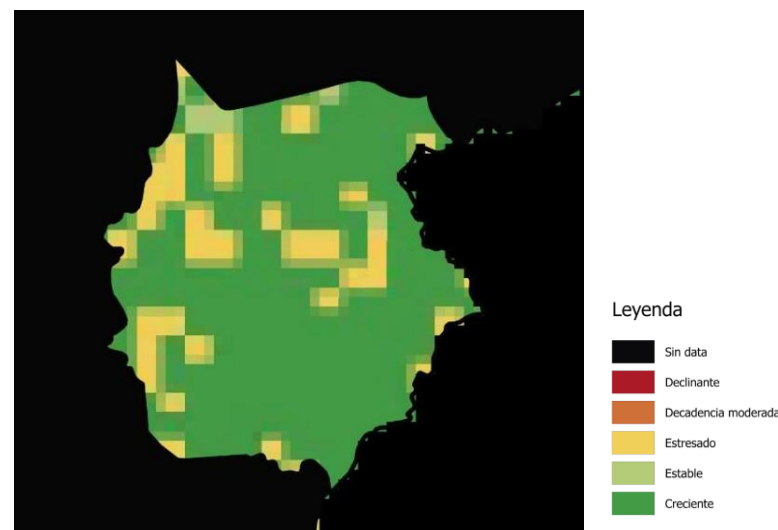 Leyenda
Sin data
Declinante
Decadencia moderada
Estresado
Estable
Creciente